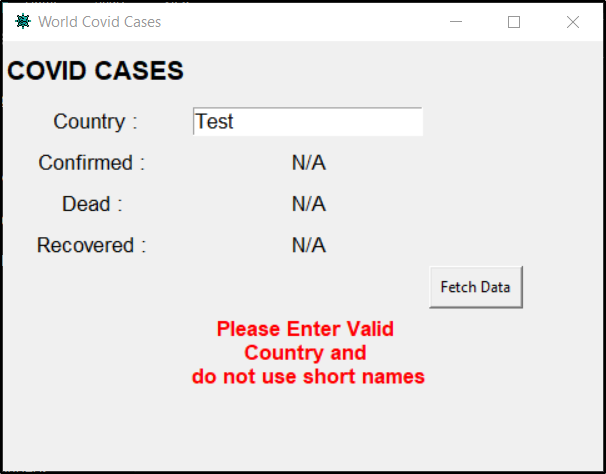 World Covid Cases
COVID CASES
Country :
Test
Confirmed :
N/A
Dead :
N/A
Recovered :
N/A
Fetch Data
Please Enter Valid
Country and
do not use short names